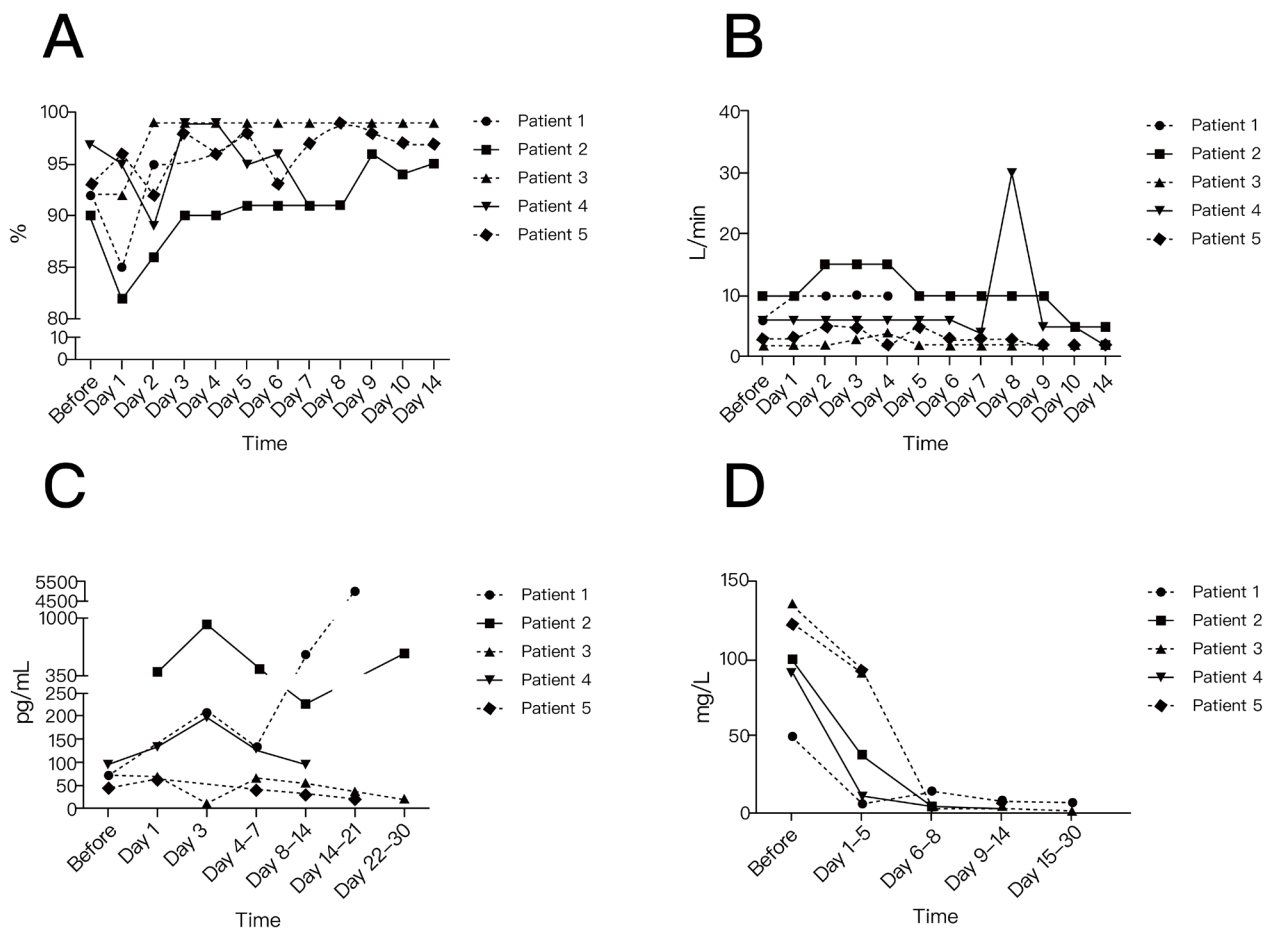 A
100
95
90
85
80
10
0
%
Before
Day 1
Day 2
Day 3
Day 4
Day 5
Day 6
Day 7
Day 8
Day 9
Day 10
Day 14
Time
Patient 1
Patient 2
Patient 3
Patient 4
Patient 5
B
40
30
20
10
0
L/min
Before
Day 1
Day 2
Day 3
Day 4
Day 5
Day 6
Day 7
Day 8
Day 9
Day 10
Day 14
Time
Patient 1
Patient 2
Patient 3
Patient 4
Patient 5
C
5500
4500
1000
350
250
200
150
100
50
0
pg/mL
Before
Day 1
Day 3
Day 4–7
Day 8–14
Day 14–21
Day 22–30
Time
Patient 1
Patient 2
Patient 3
Patient 4
Patient 5
D
150
100
50
0
mg/L
Before
Day 1–5
Day 6–8
Day 9–14
Day 15–30
Time
Patient 1
Patient 2
Patient 3
Patient 4
Patient 5